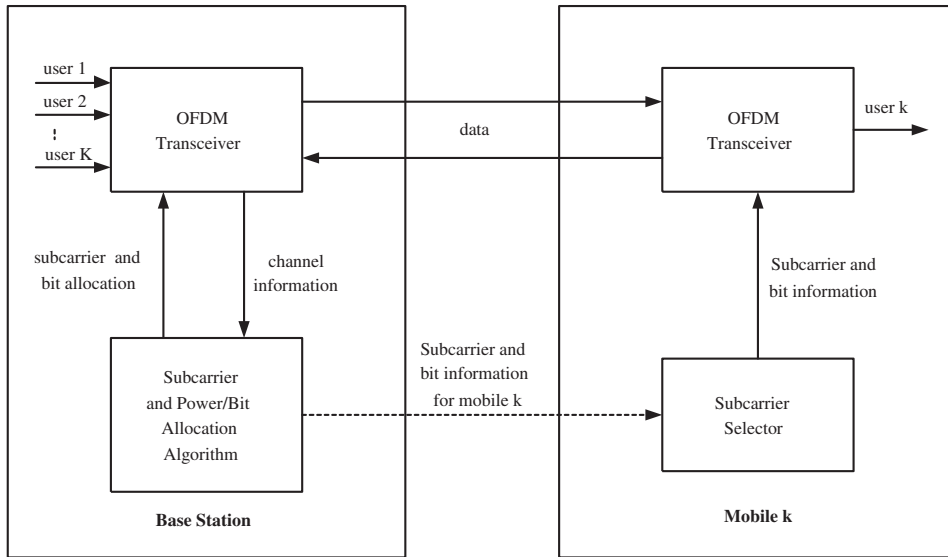 user 1
user 2
user K
OFDM
Transceiver
data
OFDM
Transceiver
user k
subcarrier and
bit allocation
channel
information
Subcarrier and
bit information
Subcarrier
and Power/Bit
Allocation
Algorithm
Subcarrier and
bit information
for mobile k
Subcarrier
Selector
Base Station
Mobile k